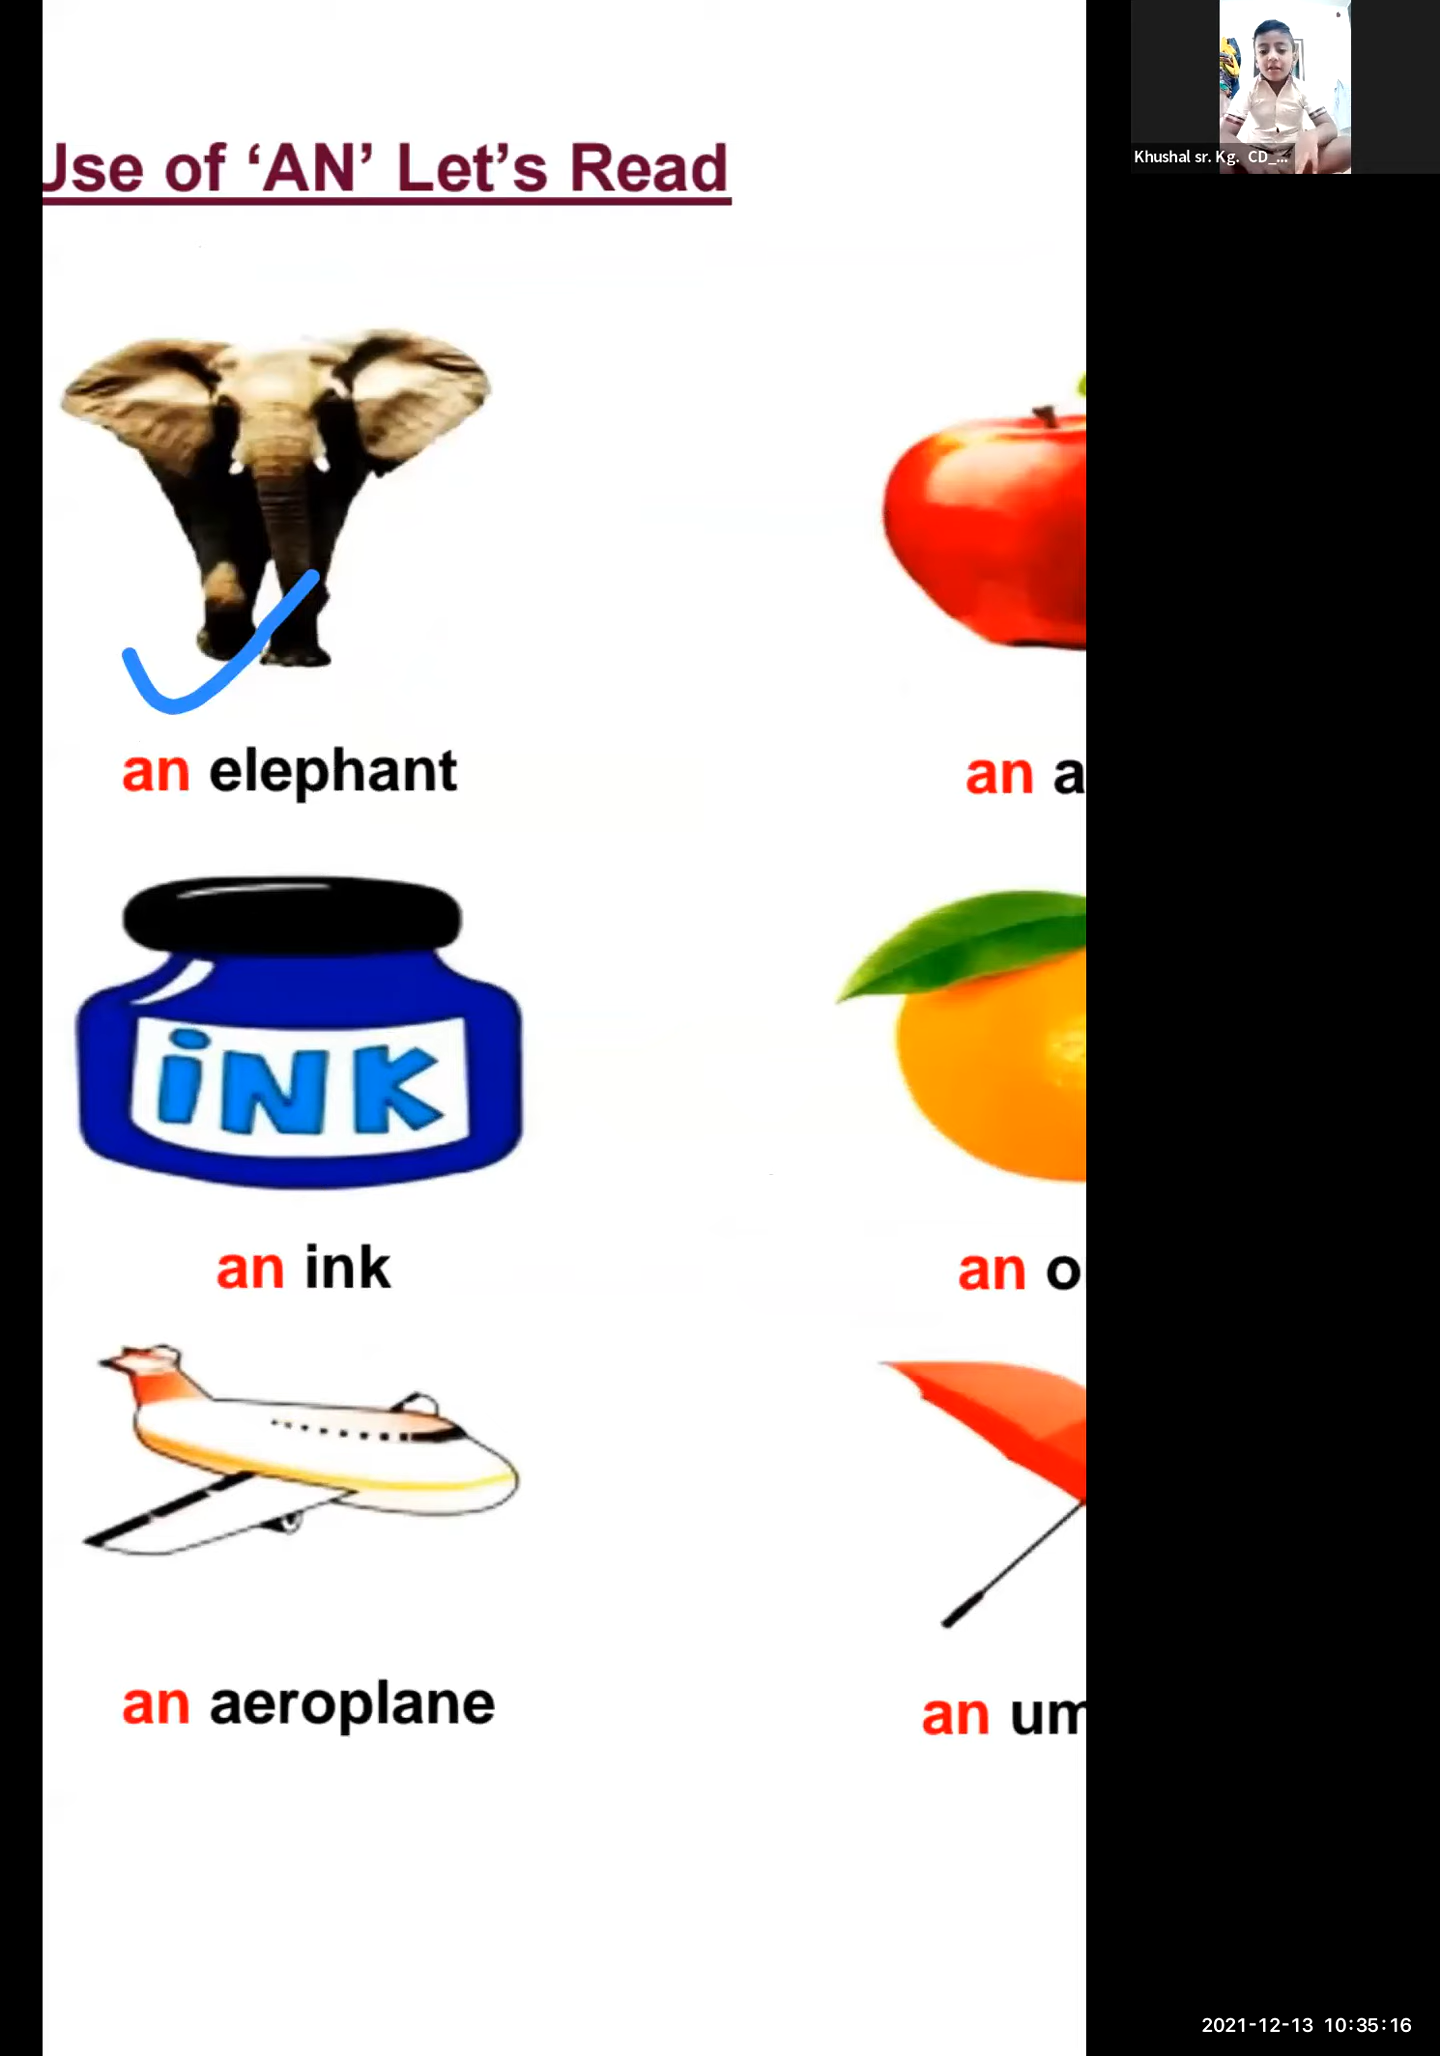 Use of ‘AN’ Let’s Read
Khushal sr. Kg. CD_...
an elephant
an a
iNK
an ink
an o
an aeroplane
an um
2021-12-13 10:35:16